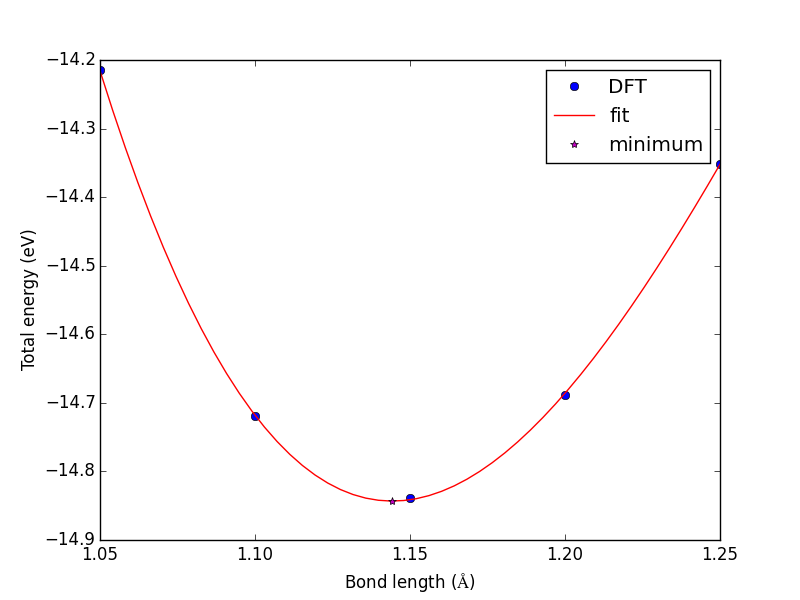 −14.2
−14.3
−14.4
−14.5
−14.6
−14.7
−14.8
−14.9
Total energy (eV)
1.05 1.10 1.15 1.20 1.25
Bond length (Å)
DFT
fit
minimum